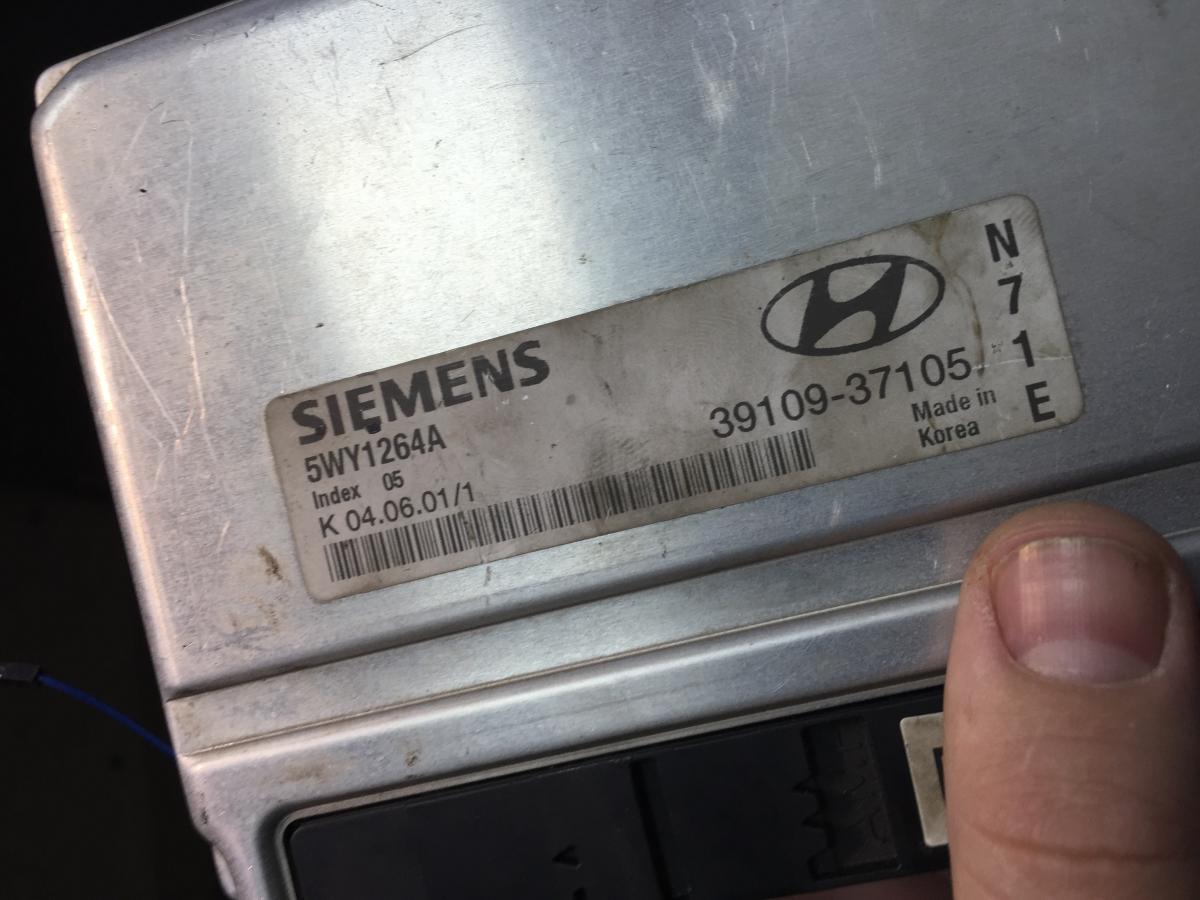 SIEMENS
5WY1264A
Index 05
K 04.06.01/1
39109-37105
Made in
Korea
N
7
1
E